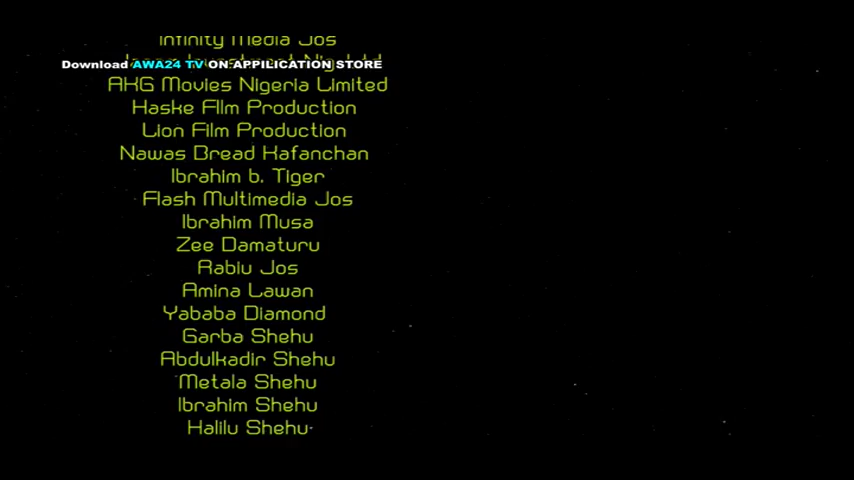 Infinity Media Jos
Download AWA24 TV ON APPILICATION STORE
AKG Movies Nigeria Limited
Haske FIlm Production
Lion Film Production
Nawas Bread Kafanchan
Ibrahim b. Tiger
Flash Multimedia Jos
Ibrahim Musa
Zee Damaturu
Rabiu Jos
Amina Lawan
Yababa Diamond
Garba Shehu
Abdulkadir Shehu
Metala Shehu
Ibrahim Shehu
Halilu Shehu